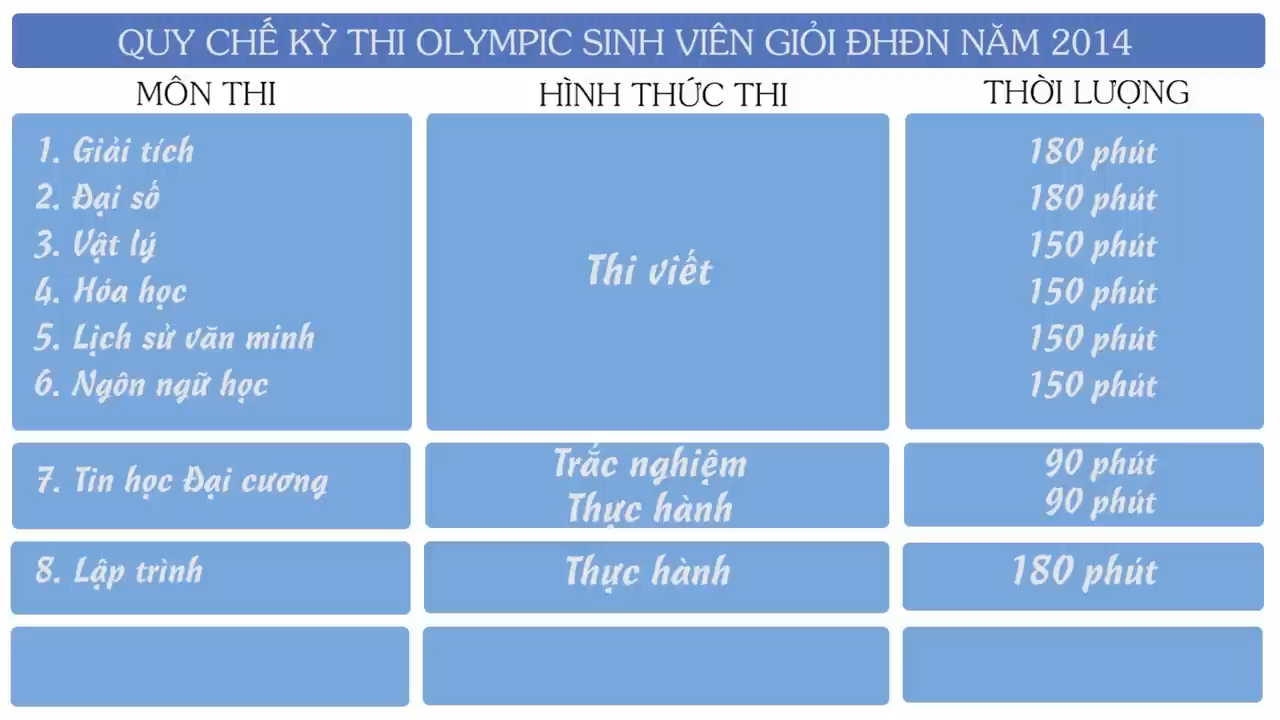 QUY CHẾ KỲ THI OLYMPIC SINH VIÊN GIỎI ĐHĐN NĂM 2014
MÔN THI HÌNH THỨC THI THỜI LƯỢNG
1. Giải tích 180 phút
2. Đại số 180 phút
3. Vật lý 150 phút
Thi viết
4. Hóa học 150 phút
5. Lịch sử văn minh 150 phút
6. Ngôn ngữ học 150 phút
7. Tin học Đại cương
Trắc nghiệm 90 phút
Thực hành 90 phút
8. Lập trình Thực hành 180 phút